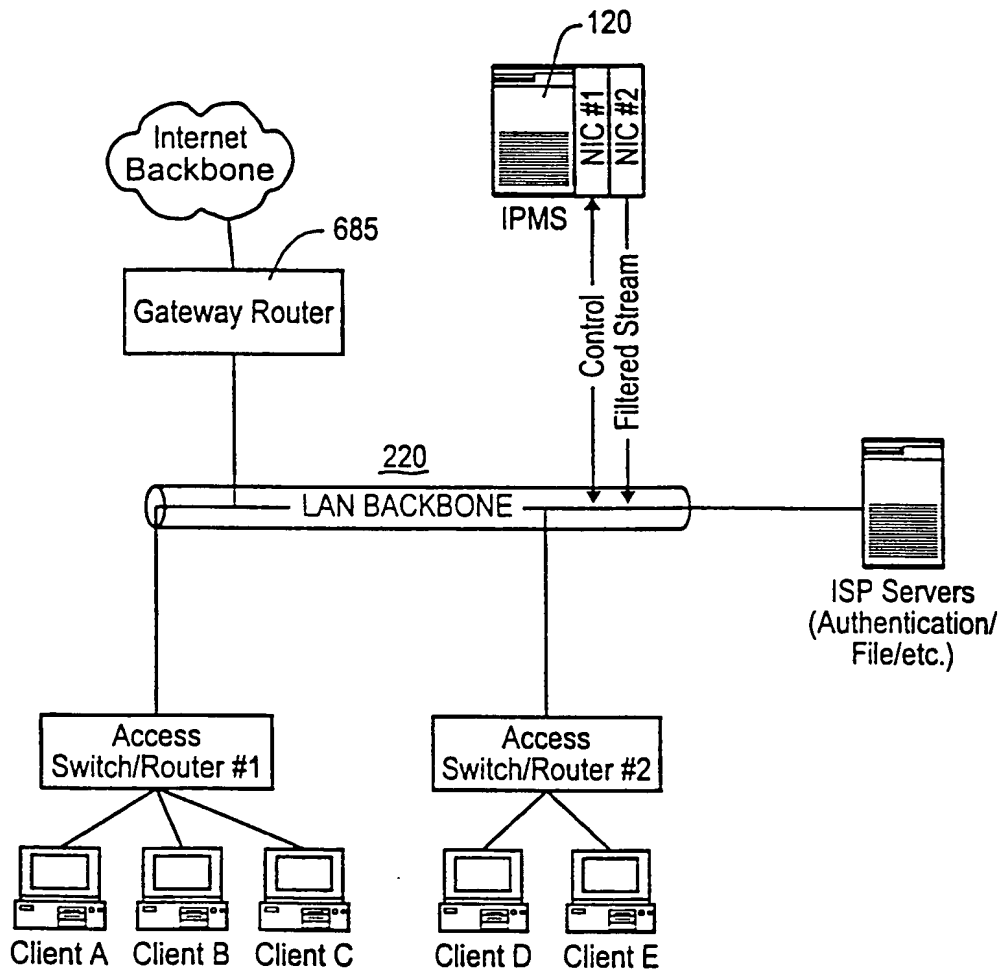 120
NIC #1
NIC #2
IPMS
Internet
Backbone
685
Gateway Router
Control
Filtered Stream
220
LAN BACKBONE
ISP Servers
(Authentication/
File/etc.)
Access
Switch/Router #1
Access
Switch/Router #2
Client A
Client B
Client C
Client D
Client E